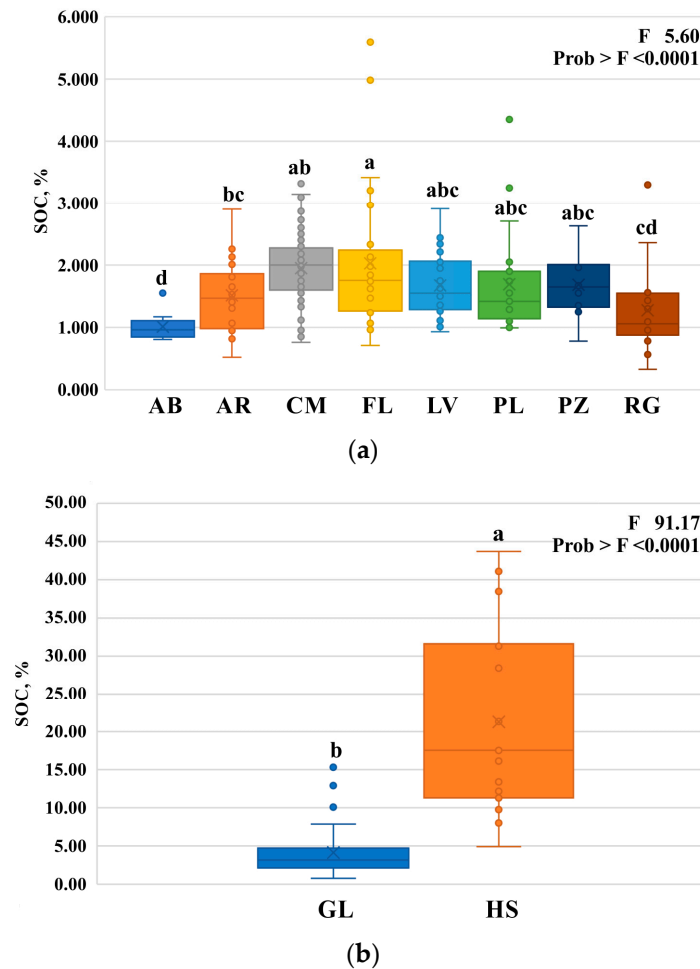 6.000
F 5.60
Prob > F <0.0001
5.000
4.000
a
ab
abc
abc
abc
bc
cd
3.000
SOC, %
2.000
d
1.000
0.000
AB AR CM FL LV PL PZ RG
(a)
50.00
F 91.17
Prob > F <0.0001
a
45.00
40.00
35.00
30.00
25.00
SOC, %
20.00
b
15.00
10.00
5.00
0.00
GL HS
(b)